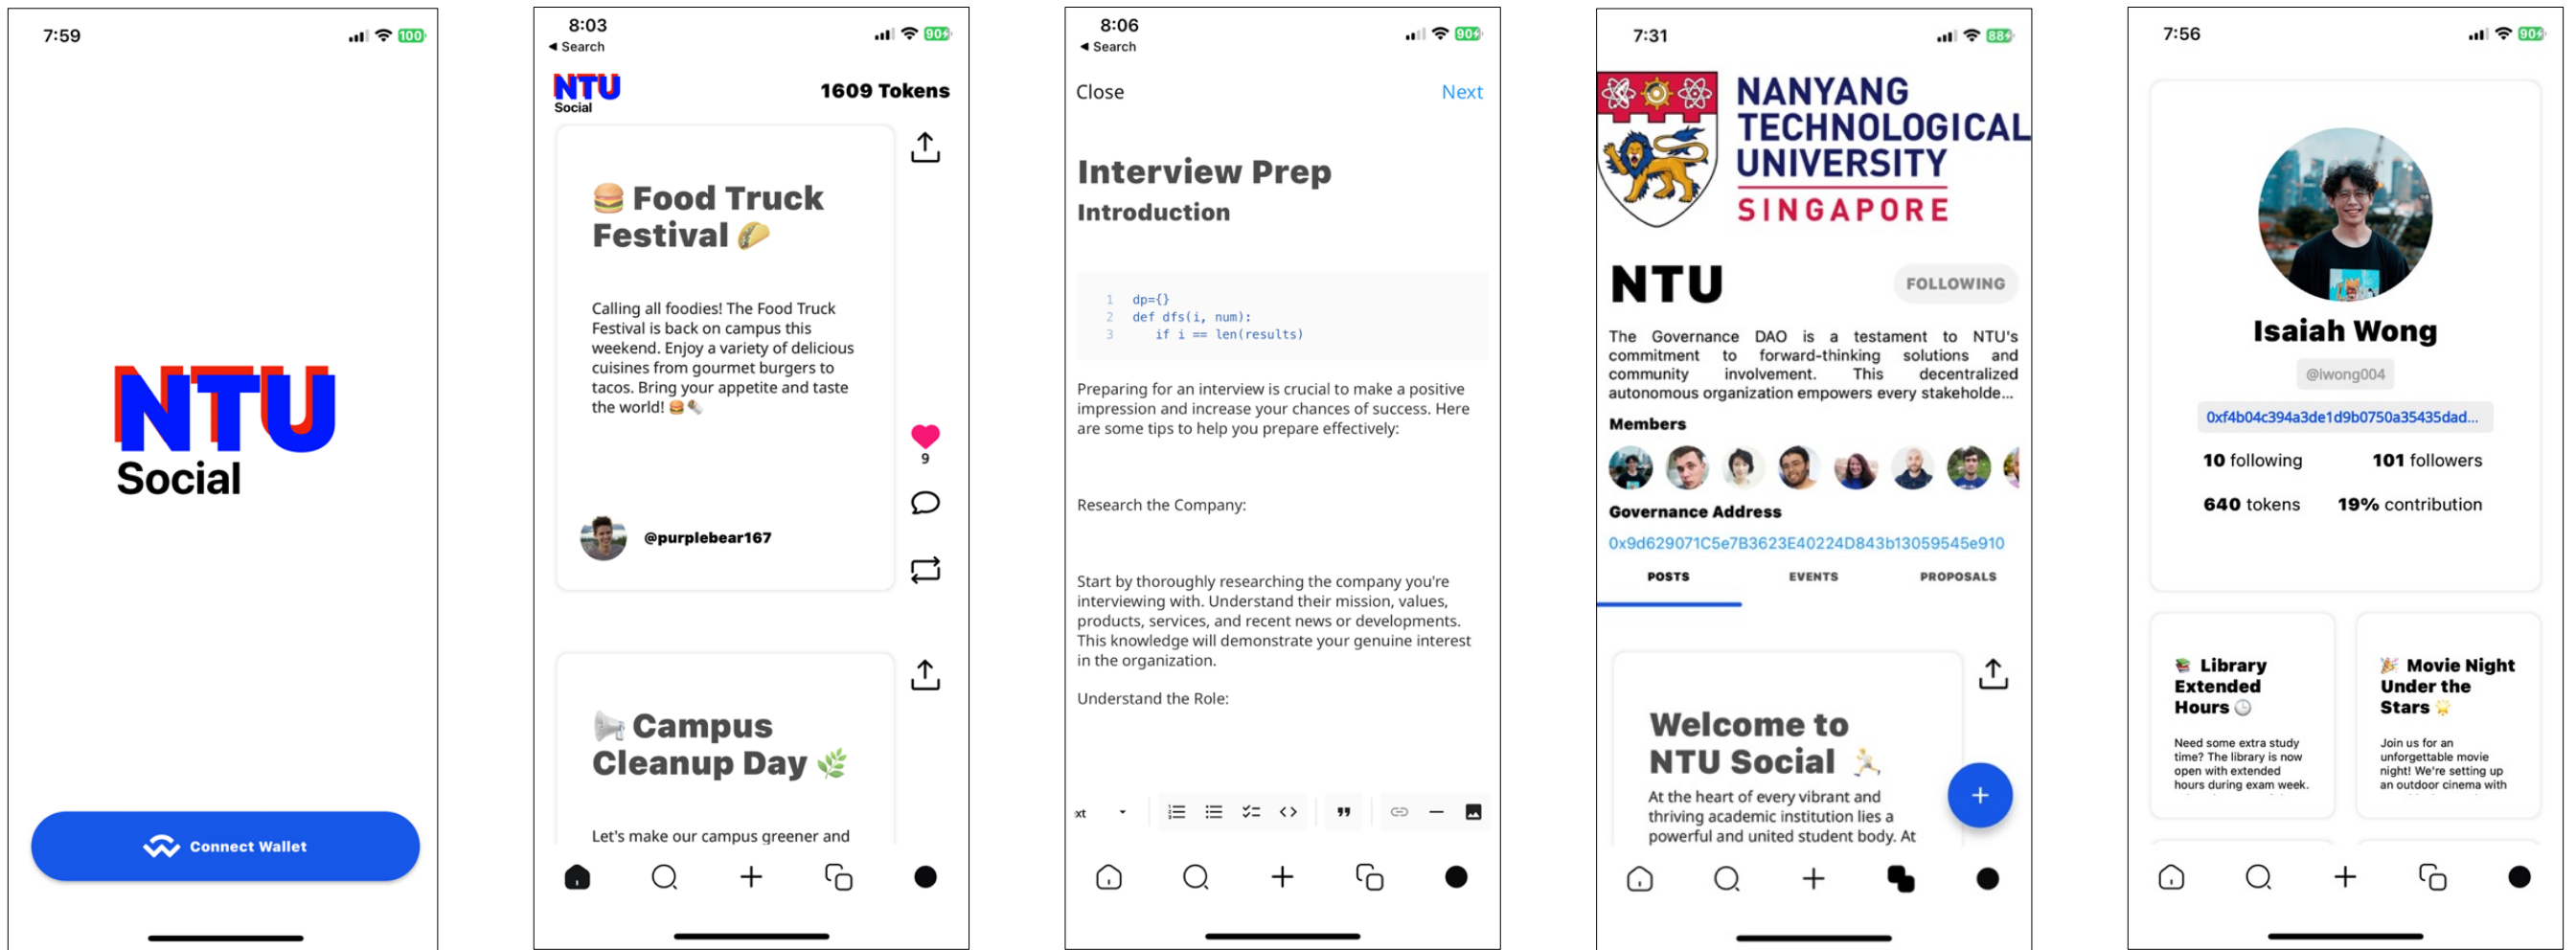 7:59
100
NTU
Social
Connect Wallet
8:03
90
Search
NTU
Social
1609 Tokens
Food Truck
Festival
Calling all foodies! The Food Truck
Festival is back on campus this
weekend. Enjoy a variety of delicious
cuisines from gourmet burgers to
tacos. Bring your appetite and taste
the world!
9
@purplebear167
Campus
Cleanup Day
Let's make our campus greener and
8:06
90
Search
Close
Next
Interview Prep
Introduction
1 dp={}
2 def dfs(i, num):
3 if i == len(results)
Preparing for an interview is crucial to make a positive
impression and increase your chances of success. Here
are some tips to help you prepare effectively:
Research the Company:
Start by thoroughly researching the company you're
interviewing with. Understand their mission, values,
products, services, and recent news or developments.
This knowledge will demonstrate your genuine interest
in the organization.
Understand the Role:
xt
7:31
88
NANYANG
TECHNOLOGICAL
UNIVERSITY
SINGAPORE
NTU
FOLLOWING
The Governance DAO is a testament to NTU's
commitment to forward-thinking solutions and
community involvement. This decentralized
autonomous organization empowers every stakeholde...
Members
Governance Address
0x9d629071C5e7B3623E40224D843b13059545e910
POSTS
EVENTS
PROPOSALS
Welcome to
NTU Social
At the heart of every vibrant and
thriving academic institution lies a
powerful and united student body. At
7:56
90
Isaiah Wong
@iwong004
0xf4b04c394a3de1d9b0750a35435dad...
10 following
101 followers
640 tokens
19% contribution
Library
Extended
Hours
Need some extra study
time? The library is now
open with extended
hours during exam week.
Movie Night
Under the
Stars
Join us for an
unforgettable movie
night! We're setting up
an outdoor cinema with